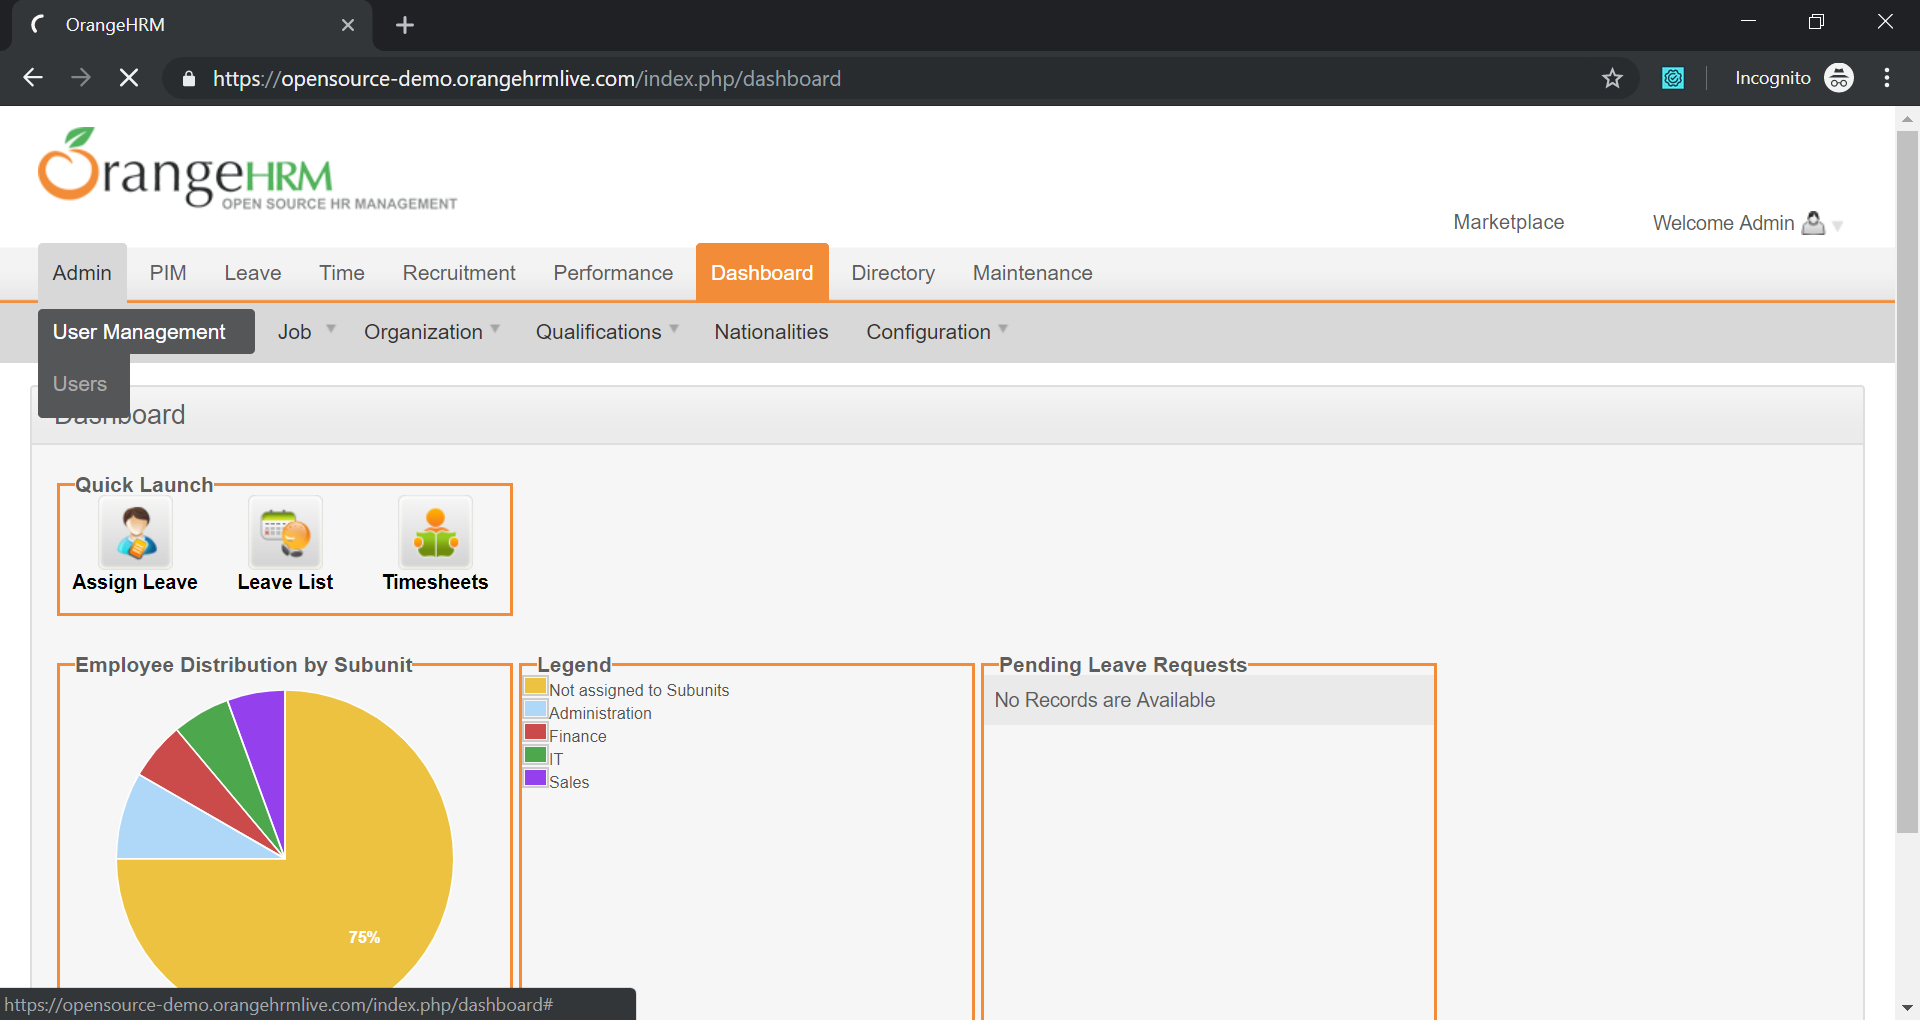 OrangeHRM
https://opensource-demo.orangehrmlive.com/index.php/dashboard
Incognito
OrangeHRM
OPEN SOURCE HR MANAGEMENT
Marketplace
Welcome Admin
Admin PIM Leave Time Recruitment Performance Dashboard Directory Maintenance
User Management Job Organization Qualifications Nationalities Configuration
Users
Dashboard
Quick Launch
Assign Leave Leave List Timesheets
Employee Distribution by Subunit
75%
Legend
Not assigned to Subunits
Administration
Finance
IT
Sales
Pending Leave Requests
No Records are Available
https://opensource-demo.orangehrmlive.com/index.php/dashboard#